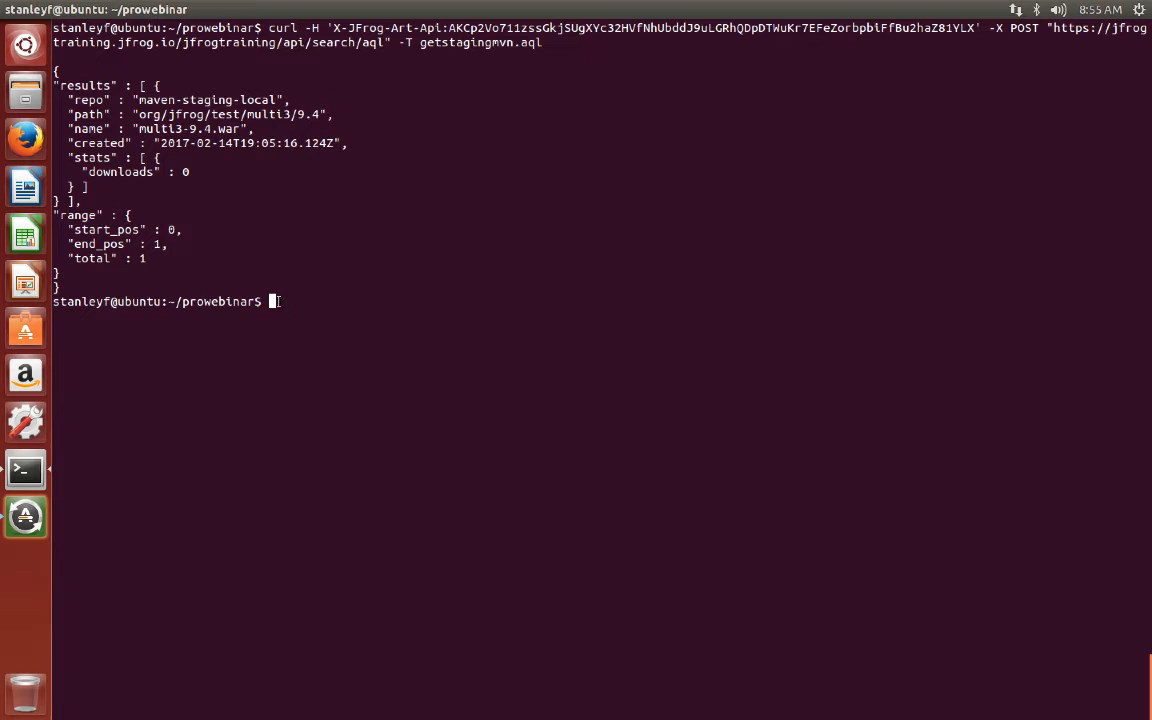 stanleyf@ubuntu: ~/prowebinar
8:55 AM
stanleyf@ubuntu:~/prowebinar$ curl -H 'X-JFrog-Art-Api:AKCp2Vo711zssGkjSUgXYc32HVfNhUbddJ9uLGRhQDpDTWuKr7EFeZorbpbiFfBu2haZ81YLX' -X POST "https://jfrog
training.jfrog.io/jfrogtraining/api/search/aql" -T getstagingmvn.aql
{
"results" : [ {
"repo" : "maven-staging-local",
"path" : "org/jfrog/test/multi3/9.4",
"name" : "multi3-9.4.war",
"created" : "2017-02-14T19:05:16.124Z",
"stats" : [ {
"downloads" : 0
} ]
} ],
"range" : {
"start_pos" : 0,
"end_pos" : 1,
"total" : 1
}
}
stanleyf@ubuntu:~/prowebinar$